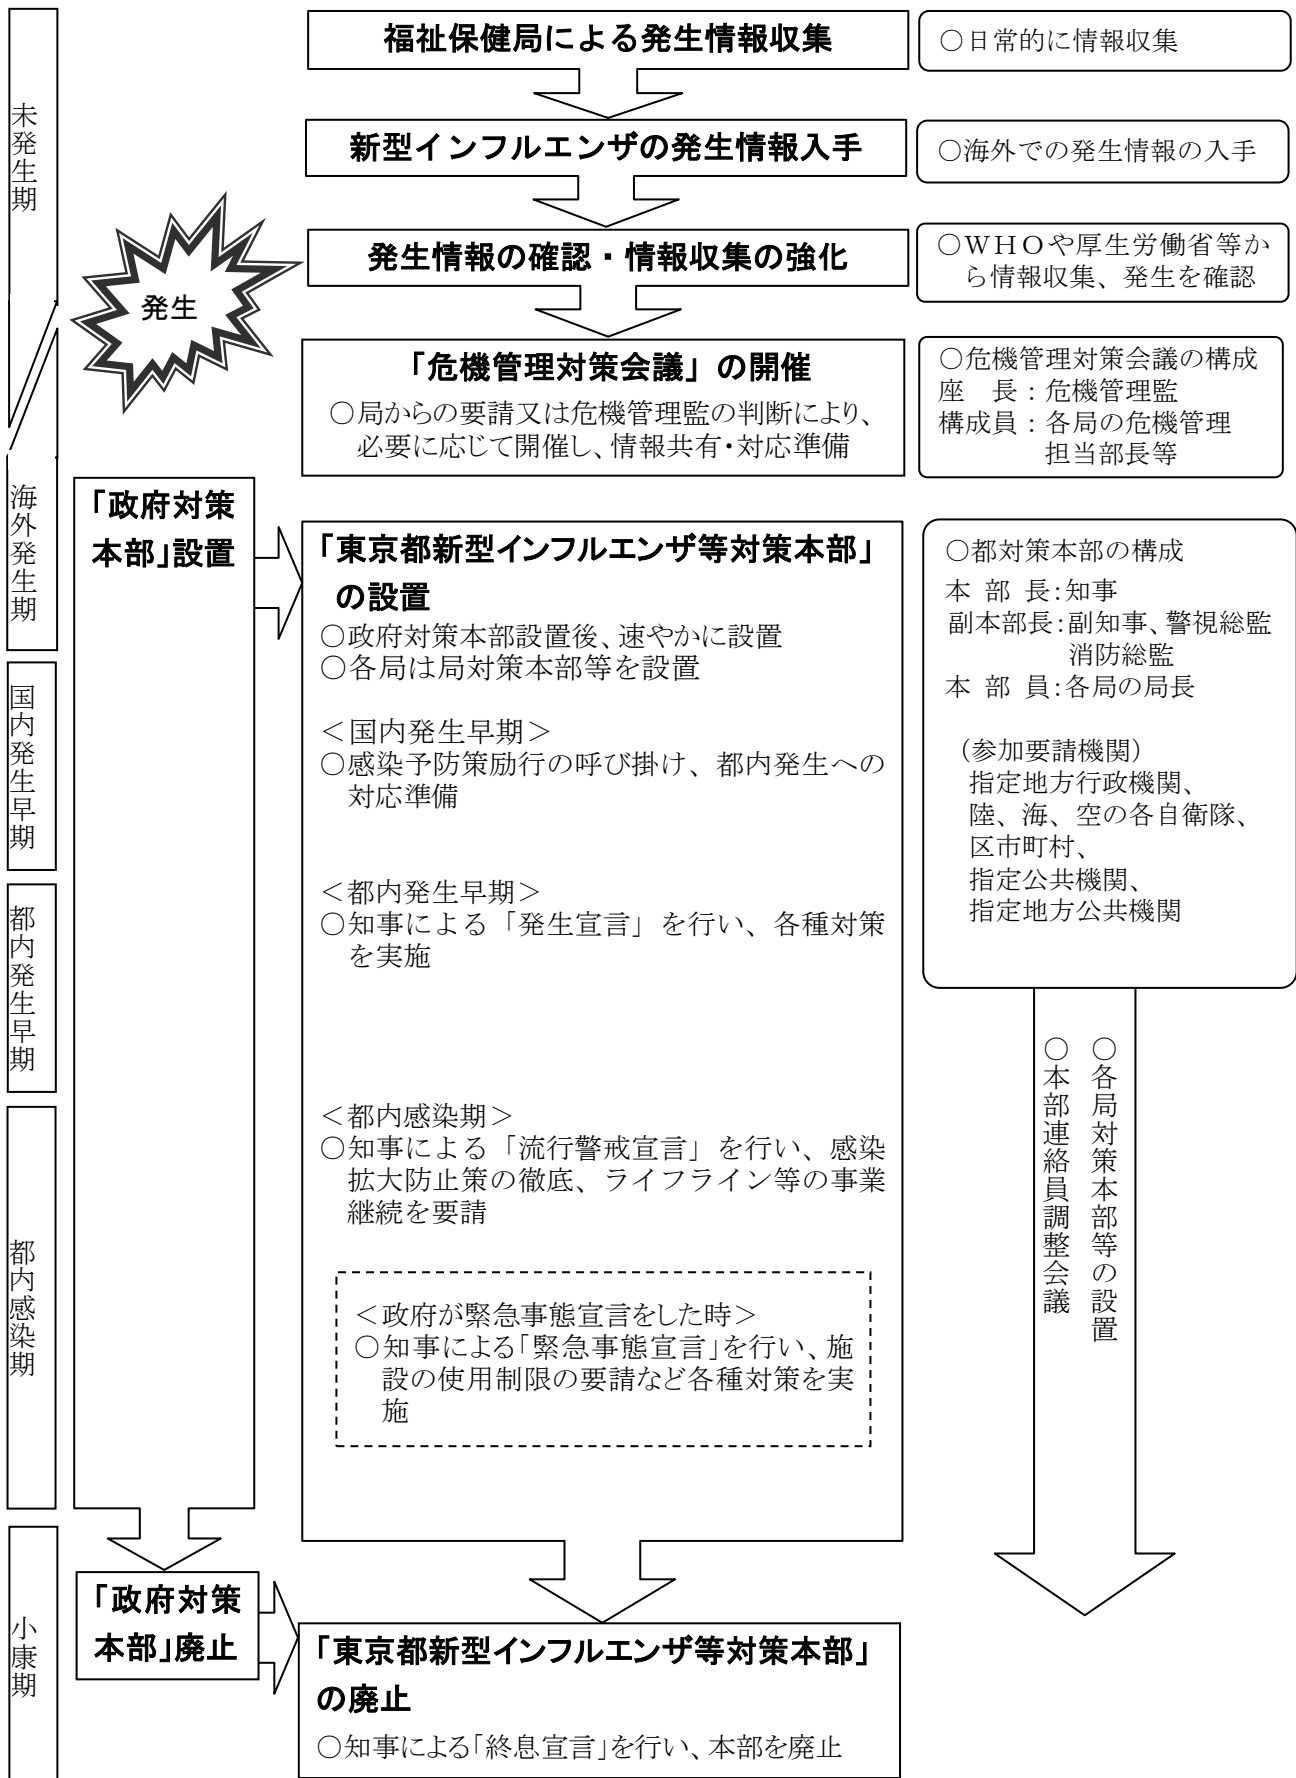 未発生期
海外発生期
国内発生早期
都内発生早期
都内感染期
小康期
発生
福祉保健局による発生情報収集
○日常的に情報収集
新型インフルエンザの発生情報入手
○海外での発生情報の入手
発生情報の確認・情報収集の強化
○WHOや厚生労働省等か
ら情報収集、発生を確認
「危機管理対策会議」の開催
○局からの要請又は危機管理監の判断により、
必要に応じて開催し、情報共有・対応準備
○危機管理対策会議の構成
座　長：危機管理監
構成員：各局の危機管理
担当部長等
「政府対策
本部」設置
「東京都新型インフルエンザ等対策本部」
の設置
○政府対策本部設置後、速やかに設置
○各局は局対策本部等を設置
＜国内発生早期＞
○感染予防策励行の呼び掛け、都内発生への
対応準備
＜都内発生早期＞
○知事による「発生宣言」を行い、各種対策
を実施
＜都内感染期＞
○知事による「流行警戒宣言」を行い、感染
拡大防止策の徹底、ライフライン等の事業
継続を要請
＜政府が緊急事態宣言をした時＞
○知事による「緊急事態宣言」を行い、施
設の使用制限の要請など各種対策を実
施
○都対策本部の構成
本 部 長：知事
副本部長：副知事、警視総監
消防総監
本 部 員：各局の局長
（参加要請機関）
指定地方行政機関、
陸、海、空の各自衛隊、
区市町村、
指定公共機関、
指定地方公共機関
○各局対策本部等の設置
○本部連絡員調整会議
「政府対策
本部」廃止
「東京都新型インフルエンザ等対策本部」
の廃止
○知事による「終息宣言」を行い、本部を廃止